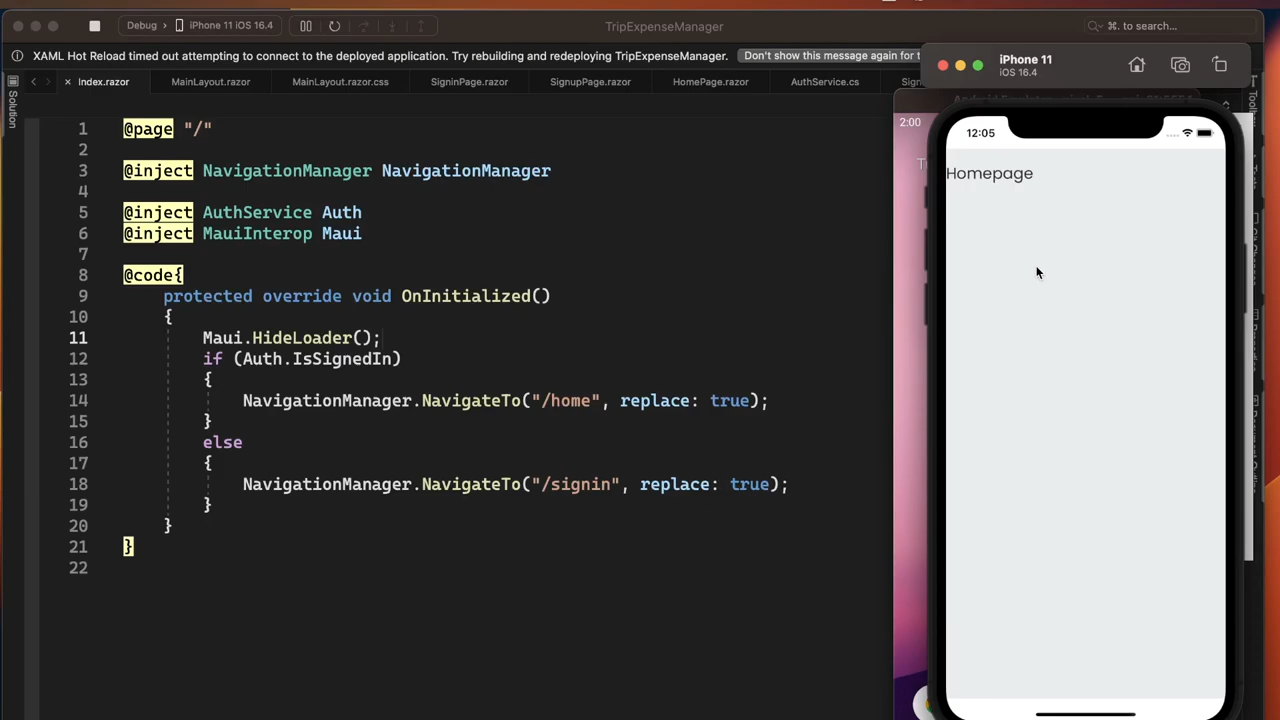 Debug > iPhone 11 iOS 16.4
TripExpenseManager
⌘. to search...
XAML Hot Reload timed out attempting to connect to the deployed application. Try rebuilding and redeploying TripExpenseManager.
Don't show this message again for t
iPhone 11
iOS 16.4
Solution
Index.razor
MainLayout.razor
MainLayout.razor.css
SigninPage.razor
SignupPage.razor
HomePage.razor
AuthService.cs
1 @page "/"
2
3 @inject NavigationManager NavigationManager
4
5 @inject AuthService Auth
6 @inject MauiInterop Maui
7
8 @code{
9 protected override void OnInitialized()
10 {
11 Maui.HideLoader();
12 if (Auth.IsSignedIn)
13 {
14 NavigationManager.NavigateTo("/home", replace: true);
15 }
16 else
17 {
18 NavigationManager.NavigateTo("/signin", replace: true);
19 }
20 }
21 }
22
2:00
12:05
Homepage